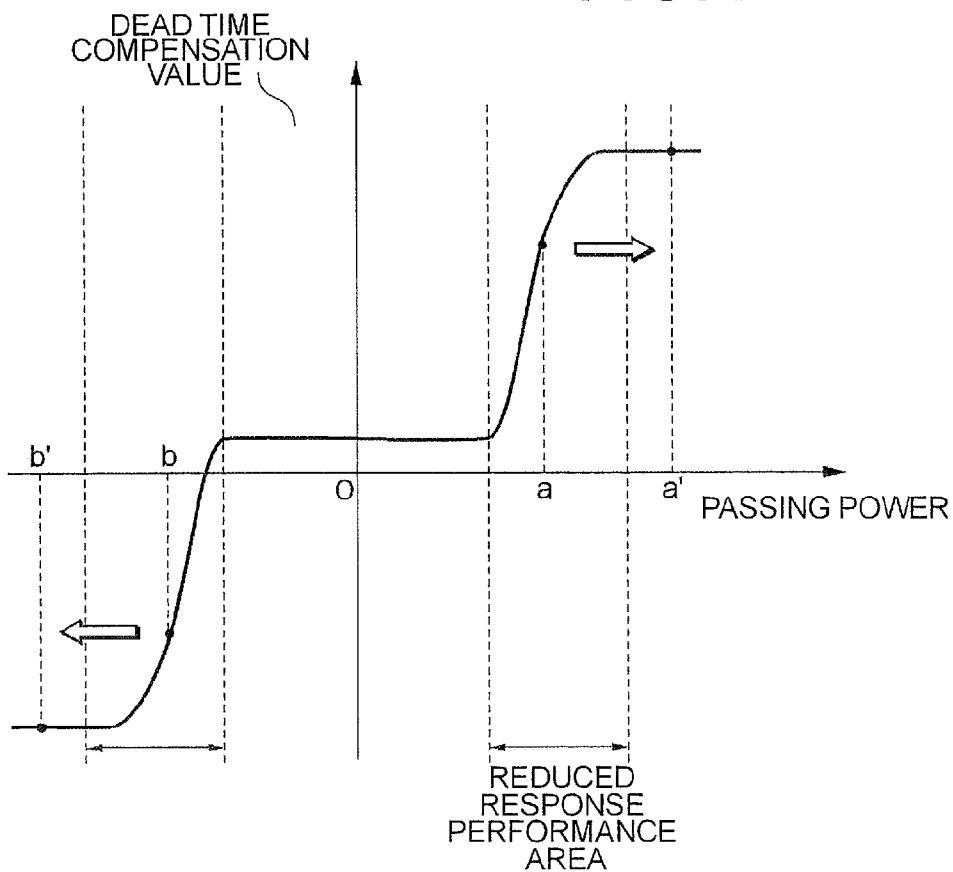 DEAD TIME
COMPENSATION
VALUE
b'
b
O
a
a'
PASSING POWER
REDUCED
RESPONSE
PERFORMANCE
AREA